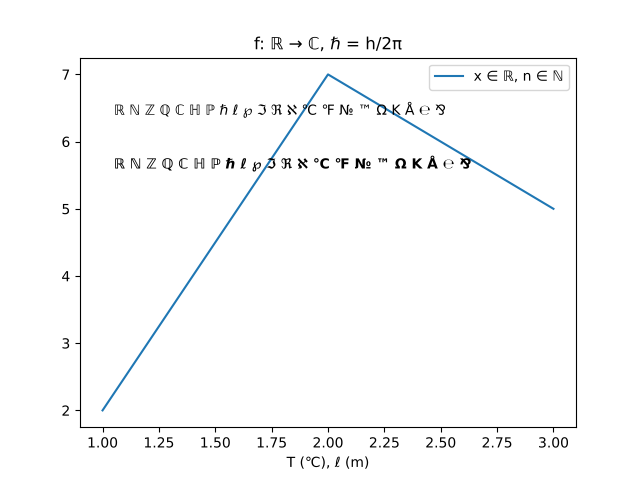 f: ℝ → ℂ, ℏ = h/2π
x ∈ ℝ, n ∈ ℕ
7
ℝ ℕ ℤ ℚ ℂ ℍ ℙ ℏ ℓ ℘ ℑ ℜ ℵ ℃ ℉ № ™ Ω K Å ℮ ⅋
6
ℝ ℕ ℤ ℚ ℂ ℍ ℙ ℏ ℓ ℘ ℑ ℜ ℵ ℃ ℉ № ™ Ω K Å ℮ ⅋
5
4
3
2
1.00 1.25 1.50 1.75 2.00 2.25 2.50 2.75 3.00
T (℃), ℓ (m)